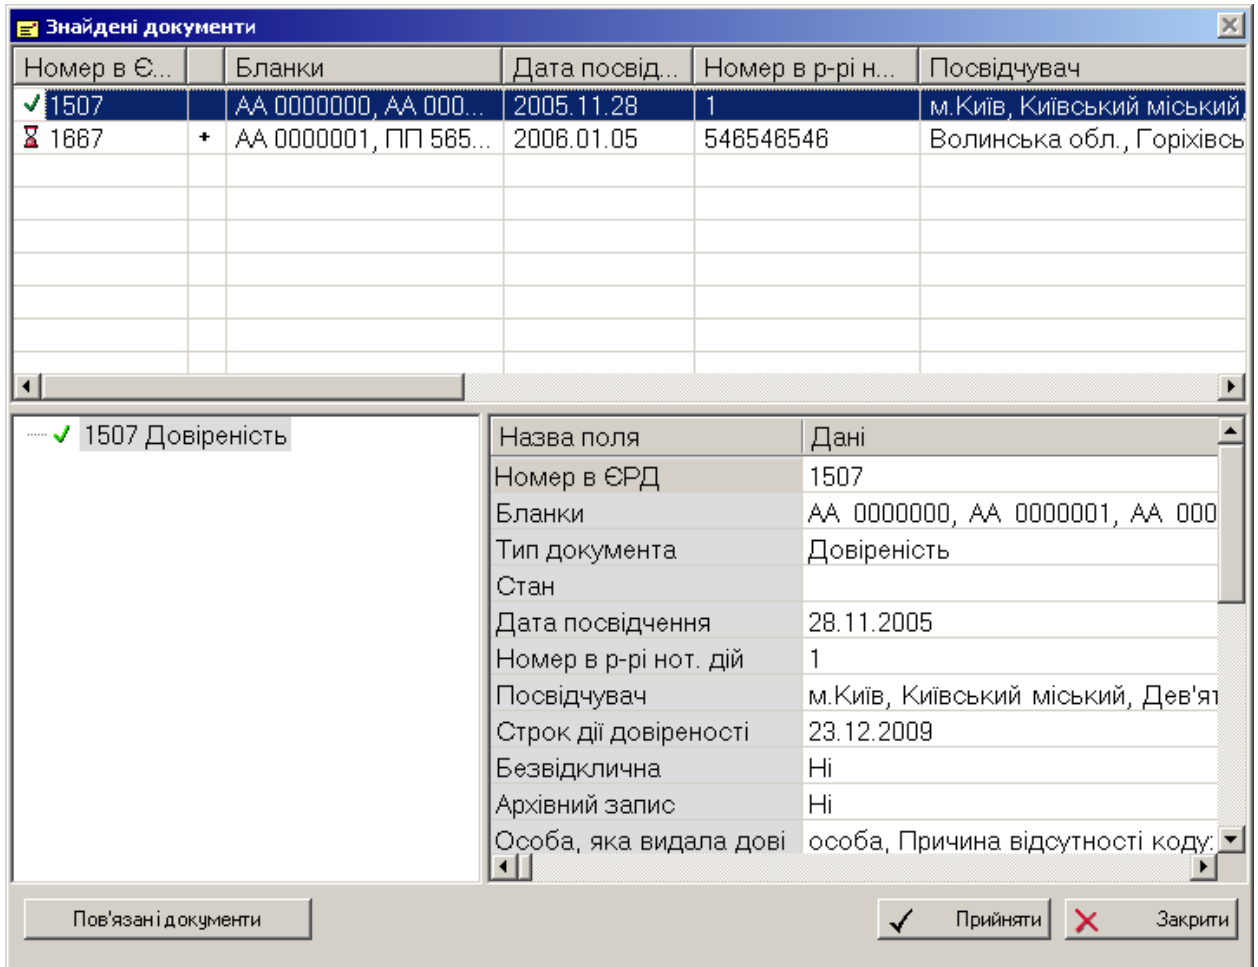 Знайдені документи
Номер в Є... Бланки Дата посвід... Номер в р-рі н... Посвідчувач
1507 АА 0000000, АА 000... 2005.11.28 1 м.Київ, Київський міський,
1667 + АА 0000001, ПП 565... 2006.01.05 546546546 Волинська обл., Горіхівсь
1507 Довіреність
Назва поля Дані
Номер в ЄРД 1507
Бланки АА 0000000, АА 0000001, АА 000
Тип документа Довіреність
Стан
Дата посвідчення 28.11.2005
Номер в р-рі нот. дій 1
Посвідчувач м.Київ, Київський міський, Дев'ят
Строк дії довіреності 23.12.2009
Безвідклична Ні
Архівний запис Ні
Особа, яка видала дові особа, Причина відсутності коду:
Пов'язані документи Прийняти Закрити